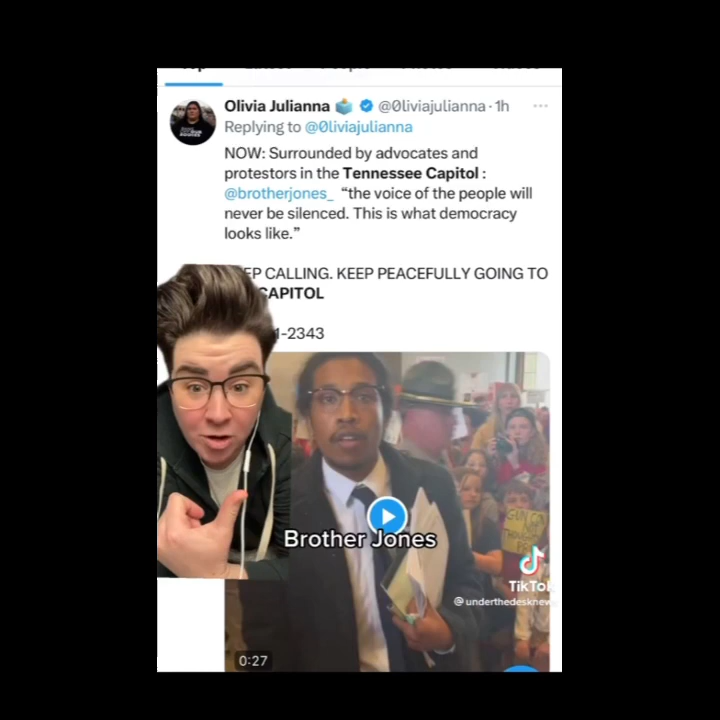 Olivia Julianna @0liviajulianna · 1h
Replying to @0liviajulianna
NOW: Surrounded by advocates and
protestors in the Tennessee Capitol :
@brotherjones_ “the voice of the people will
never be silenced. This is what democracy
looks like.”
EP CALLING. KEEP PEACEFULLY GOING TO
CAPITOL
1-2343
Brother Jones
TikTok
@underthedesknew
0:27